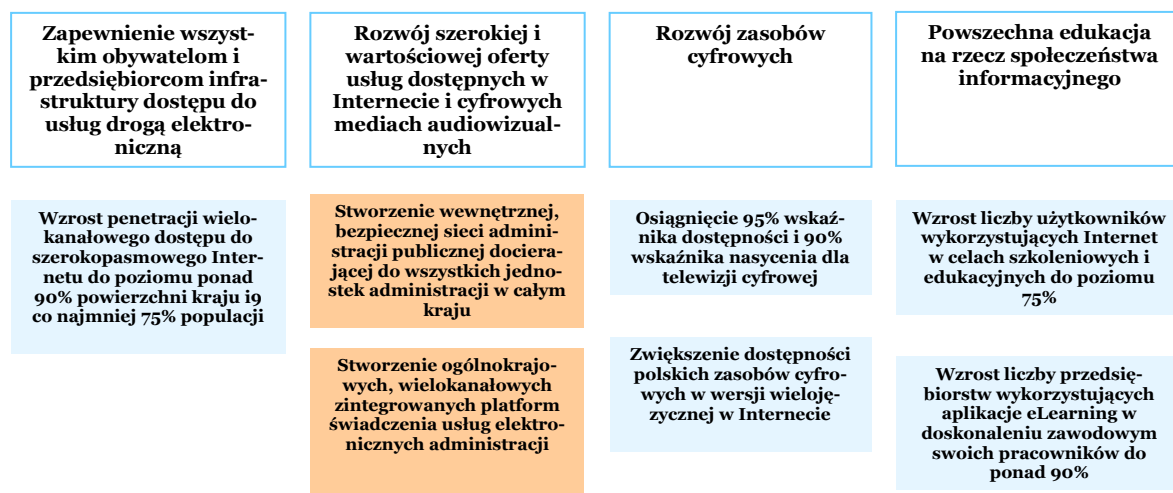 Zapewnienie wszyst-
kim obywatelom i
przedsiębiorcom infra-
struktury dostępu do
usług drogą elektro-
niczną
Rozwój szerokiej i
wartościowej oferty
usług dostępnych w
Internecie i cyfrowych
mediach audiowizual-
nych
Rozwój zasobów
cyfrowych
Powszechna edukacja
na rzecz społeczeństwa
informacyjnego
Wzrost penetracji wielo-
kanałowego dostępu do
szerokopasmowego Inter-
netu do poziomu ponad
90% powierzchni kraju i9
co najmniej 75% populacji
Stworzenie wewnętrznej,
bezpiecznej sieci admini-
stracji publicznej dociera-
jącej do wszystkich jedno-
stek administracji w całym
kraju
Osiągnięcie 95% wskaź-
nika dostępności i 90%
wskaźnika nasycenia dla
telewizji cyfrowej
Wzrost liczby użytkowników
wykorzystujących Internet
w celach szkoleniowych i
edukacyjnych do poziomu
75%
Stworzenie ogólnokrajo-
wych, wielokanałowych
zintegrowanych platform
świadczenia usług elektro-
nicznych administracji
Zwiększenie dostępności
polskich zasobów cyfro-
wych w wersji wieloję-
zycznej w Internecie
Wzrost liczby przedsię-
biorstw wykorzystujących
aplikacje eLearning w
doskonaleniu zawodowym
swoich pracowników do
ponad 90%